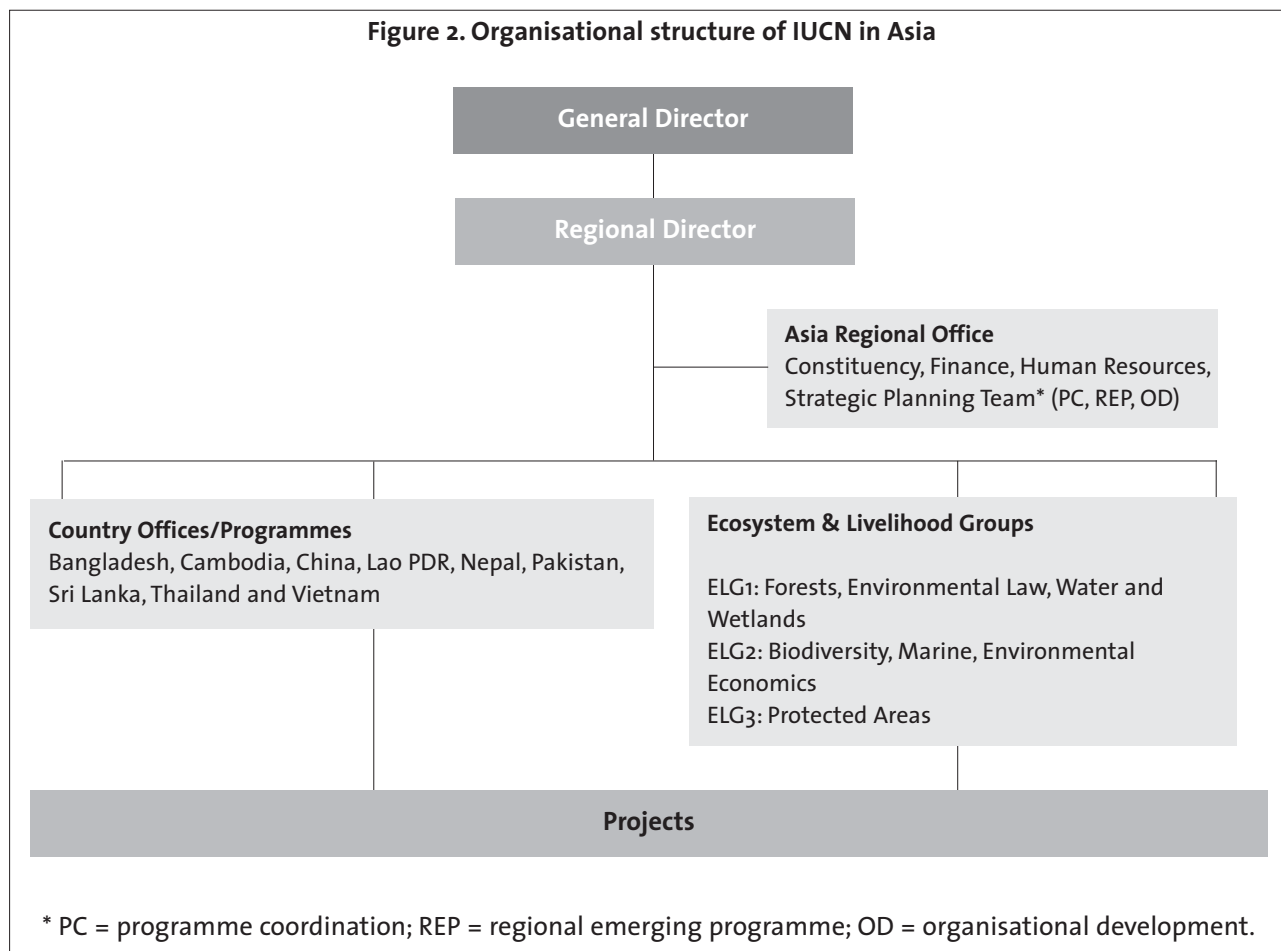 Figure 2. Organisational structure of IUCN in Asia
General Director
Regional Director
Asia Regional Office
Constituency, Finance, Human Resources,
Strategic Planning Team* (PC, REP, OD)
Country Offices/Programmes
Bangladesh, Cambodia, China, Lao PDR, Nepal, Pakistan,
Sri Lanka, Thailand and Vietnam
Ecosystem & Livelihood Groups
ELG1: Forests, Environmental Law, Water and
Wetlands
ELG2: Biodiversity, Marine, Environmental
Economics
ELG3: Protected Areas
Projects
* PC = programme coordination; REP = regional emerging programme; OD = organisational development.